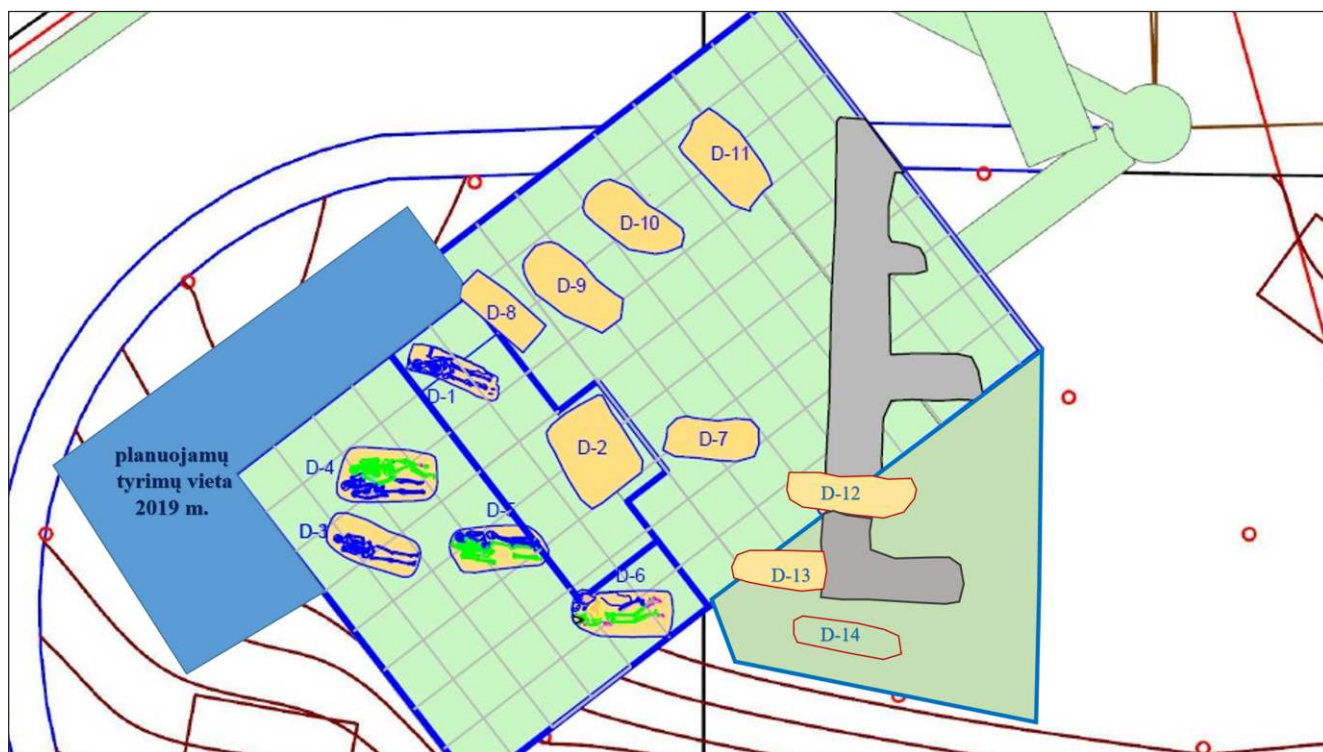 D-11
D-10
D-9
D-8
D-1
D-2
D-7
planuojamų
tyrimų vieta
2019 m.
D-4
D-12
D-3
D-5
D-6
D-13
D-14